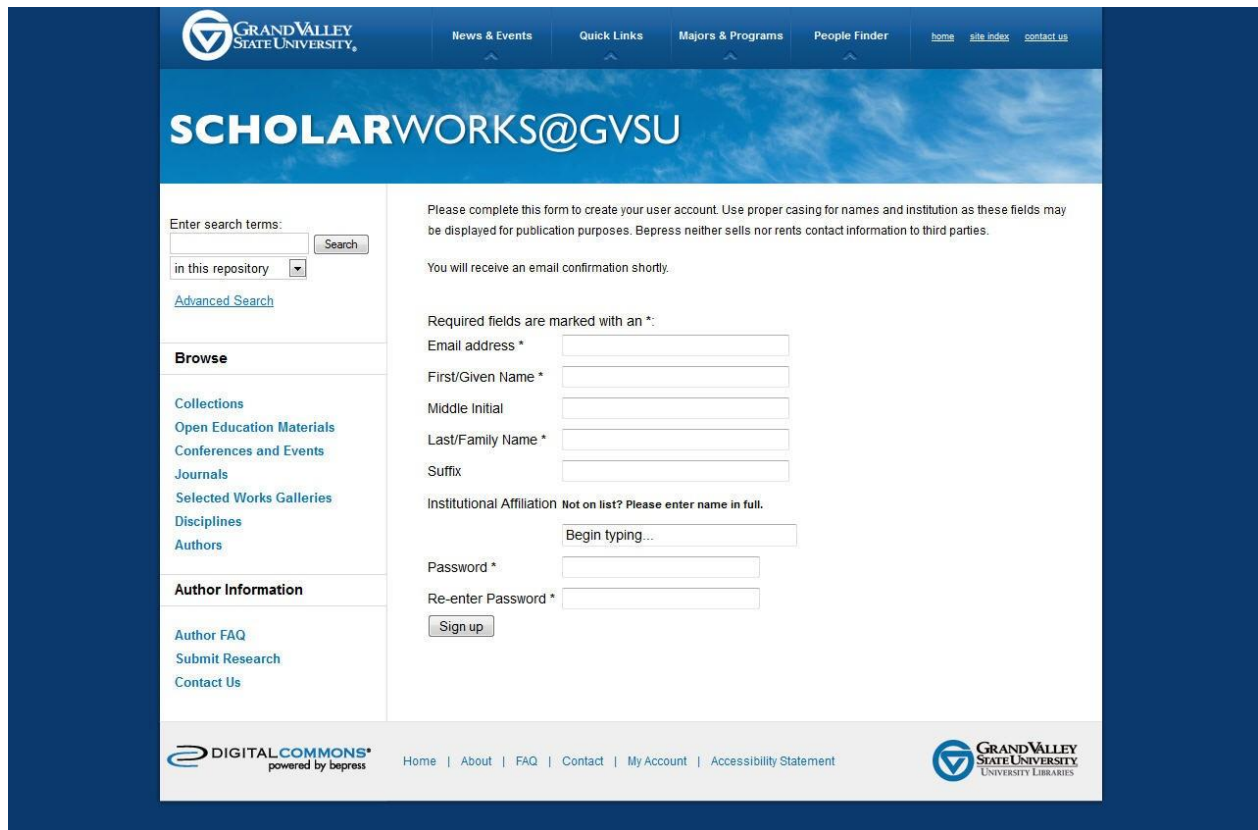 GRAND VALLEY
STATE UNIVERSITY®
News & Events
Quick Links
Majors & Programs
People Finder
home
site index
contact us
SCHOLARWORKS@GVSU
Enter search terms:
Search
in this repository
Advanced Search
Browse
Collections
Open Education Materials
Conferences and Events
Journals
Selected Works Galleries
Disciplines
Authors
Author Information
Author FAQ
Submit Research
Contact Us
Please complete this form to create your user account. Use proper casing for names and institution as these fields may
be displayed for publication purposes. Bepress neither sells nor rents contact information to third parties.
You will receive an email confirmation shortly.
Required fields are marked with an *:
Email address *
First/Given Name *
Middle Initial
Last/Family Name *
Suffix
Institutional Affiliation Not on list? Please enter name in full.
Begin typing...
Password *
Re-enter Password *
Sign up
DIGITALCOMMONS®
powered by bepress
Home | About | FAQ | Contact | My Account | Accessibility Statement
GRAND VALLEY
STATE UNIVERSITY
UNIVERSITY LIBRARIES